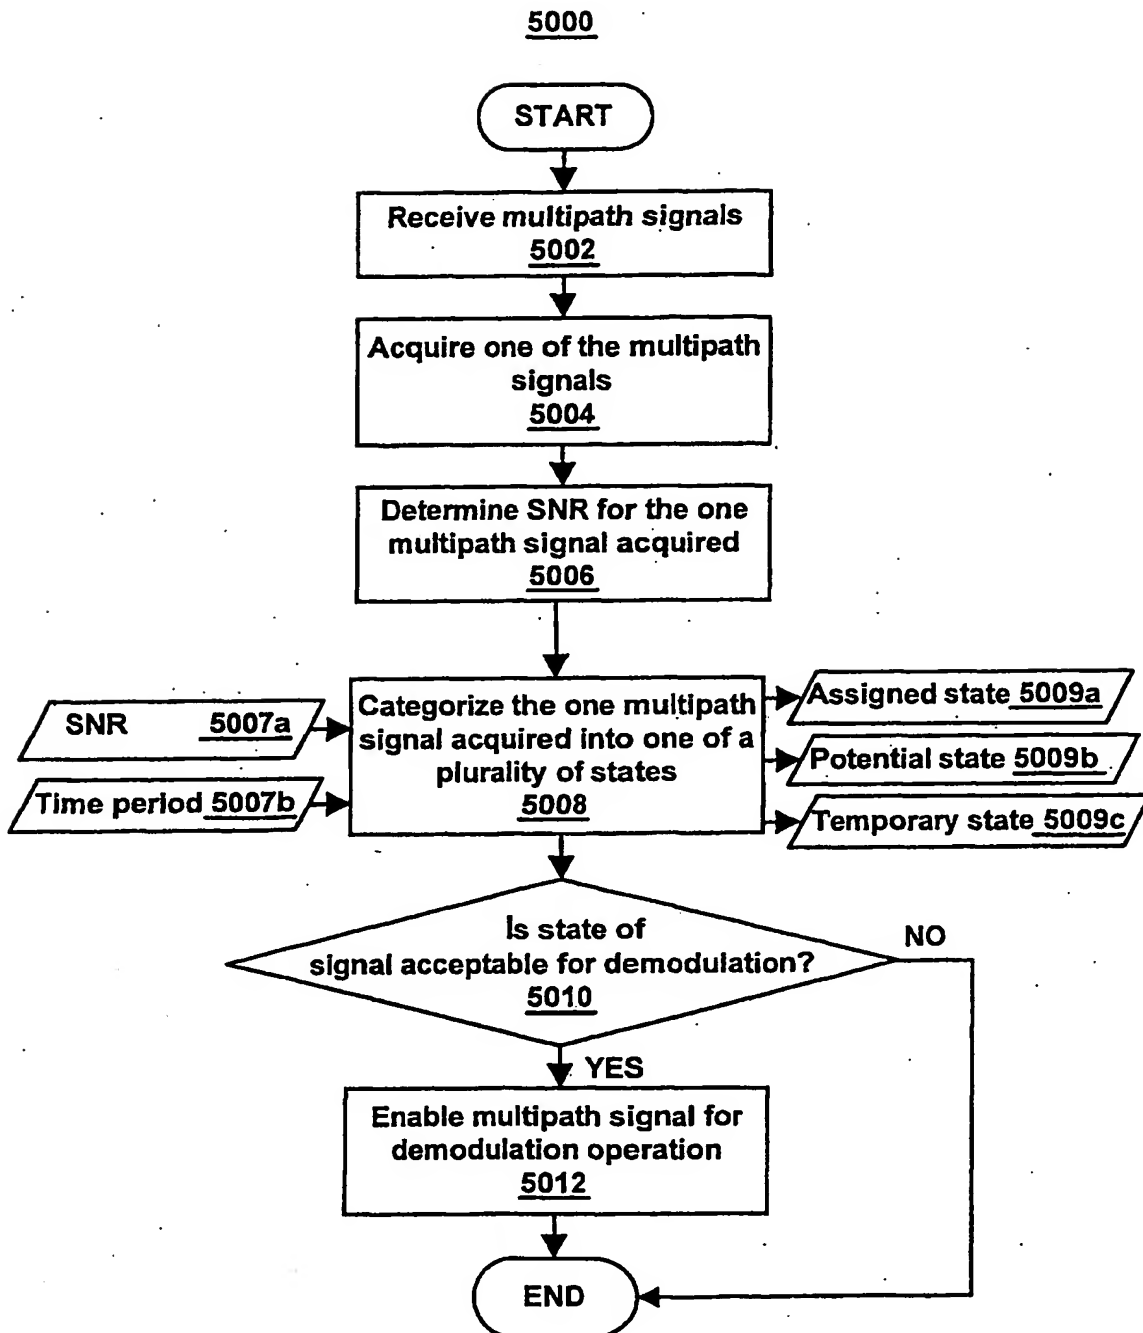 5000
START
Receive multipath signals
5002
Acquire one of the multipath
signals
5004
Determine SNR for the one
multipath signal acquired
5006
SNR 5007a
Time period 5007b
Categorize the one multipath
signal acquired into one of a
plurality of states
5008
Assigned state 5009a
Potential state 5009b
Temporary state 5009c
Is state of
signal acceptable for demodulation?
5010
NO
YES
Enable multipath signal for
demodulation operation
5012
END